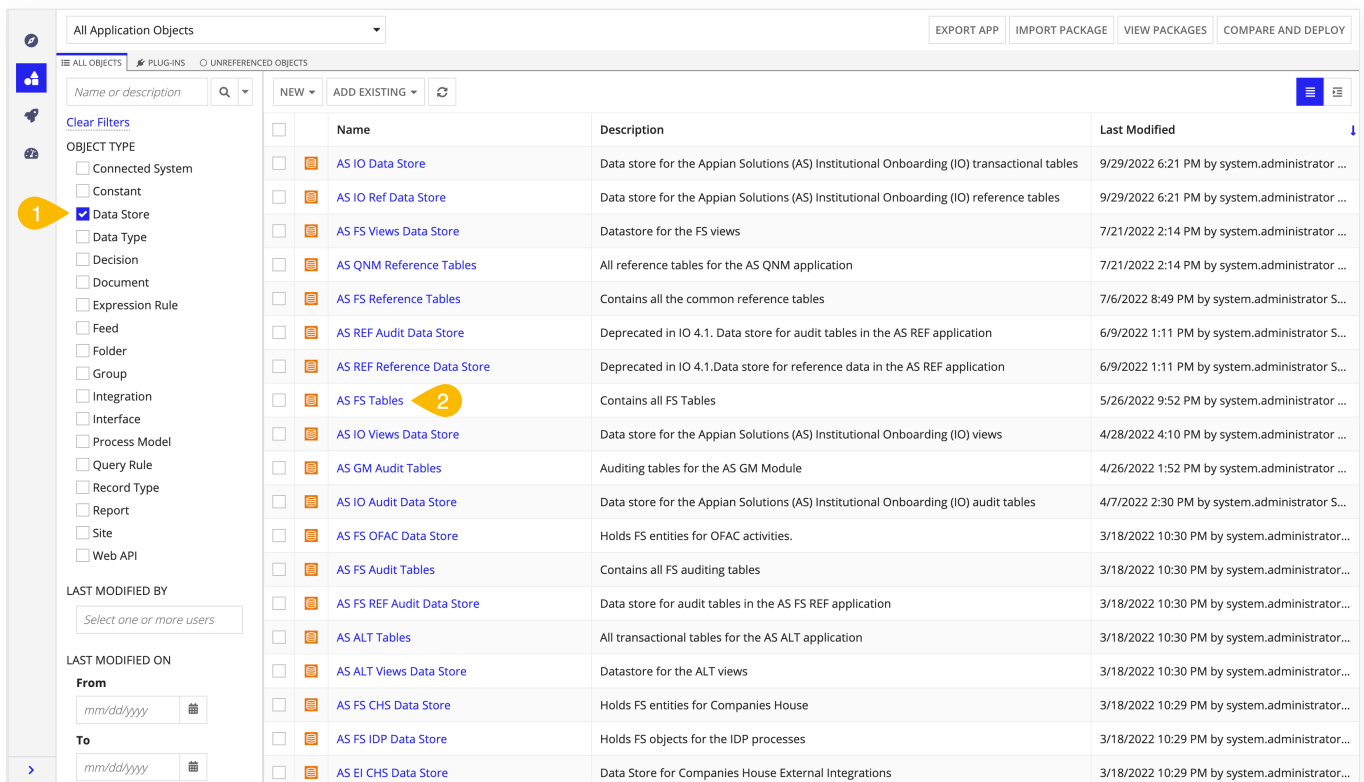 All Application Objects
EXPORT APP
IMPORT PACKAGE
VIEW PACKAGES
COMPARE AND DEPLOY
ALL OBJECTS
PLUG-INS
UNREFERENCED OBJECTS
Name or description
Clear Filters
OBJECT TYPE
Connected System
Constant
1
Data Store
Data Type
Decision
Document
Expression Rule
Feed
Folder
Group
Integration
Interface
Process Model
Query Rule
Record Type
Report
Site
Web API
LAST MODIFIED BY
Select one or more users
LAST MODIFIED ON
From
mm/dd/yyyy
To
mm/dd/yyyy
NEW
ADD EXISTING
Name Description Last Modified
AS IO Data Store Data store for the Appian Solutions (AS) Institutional Onboarding (IO) transactional tables 9/29/2022 6:21 PM by system.administrator ...
AS IO Ref Data Store Data store for the Appian Solutions (AS) Institutional Onboarding (IO) reference tables 9/29/2022 6:21 PM by system.administrator ...
AS FS Views Data Store Datastore for the FS views 7/21/2022 2:14 PM by system.administrator ...
AS QNM Reference Tables All reference tables for the AS QNM application 7/21/2022 2:14 PM by system.administrator ...
AS FS Reference Tables Contains all the common reference tables 7/6/2022 8:49 PM by system.administrator S...
AS REF Audit Data Store Deprecated in IO 4.1. Data store for audit tables in the AS REF application 6/9/2022 1:11 PM by system.administrator S...
AS REF Reference Data Store Deprecated in IO 4.1.Data store for reference data in the AS REF application 6/9/2022 1:11 PM by system.administrator S...
AS FS Tables 2 Contains all FS Tables 5/26/2022 9:52 PM by system.administrator ...
AS IO Views Data Store Data store for the Appian Solutions (AS) Institutional Onboarding (IO) views 4/28/2022 4:10 PM by system.administrator ...
AS GM Audit Tables Auditing tables for the AS GM Module 4/26/2022 1:52 PM by system.administrator ...
AS IO Audit Data Store Data store for the Appian Solutions (AS) Institutional Onboarding (IO) audit tables 4/7/2022 2:30 PM by system.administrator S...
AS FS OFAC Data Store Holds FS entities for OFAC activities. 3/18/2022 10:30 PM by system.administrator...
AS FS Audit Tables Contains all FS auditing tables 3/18/2022 10:30 PM by system.administrator...
AS FS REF Audit Data Store Data store for audit tables in the AS FS REF application 3/18/2022 10:30 PM by system.administrator...
AS ALT Tables All transactional tables for the AS ALT application 3/18/2022 10:30 PM by system.administrator...
AS ALT Views Data Store Datastore for the ALT views 3/18/2022 10:30 PM by system.administrator...
AS FS CHS Data Store Holds FS entities for Companies House 3/18/2022 10:29 PM by system.administrator...
AS FS IDP Data Store Holds FS objects for the IDP processes 3/18/2022 10:29 PM by system.administrator...
AS EI CHS Data Store Data Store for Companies House External Integrations 3/18/2022 10:29 PM by system.administrator...